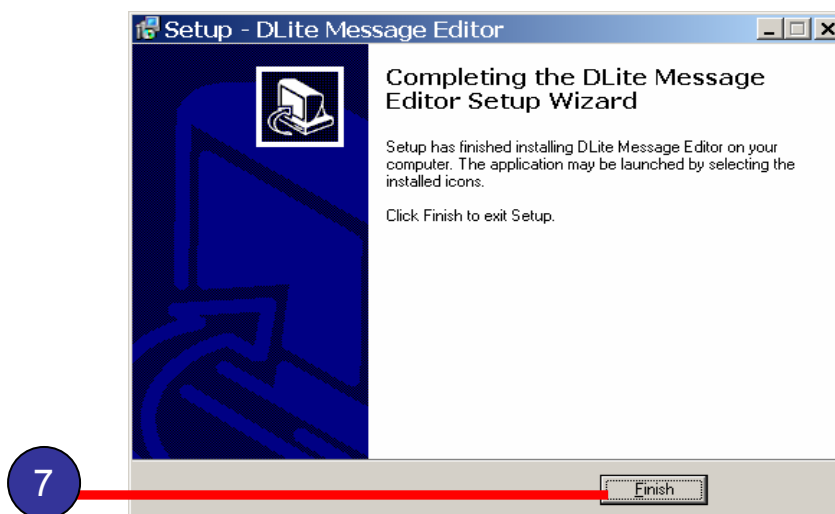 Setup - DLite Message Editor
Completing the DLite Message
Editor Setup Wizard
Setup has finished installing DLite Message Editor on your
computer. The application may be launched by selecting the
installed icons.
Click Finish to exit Setup.
7
Finish